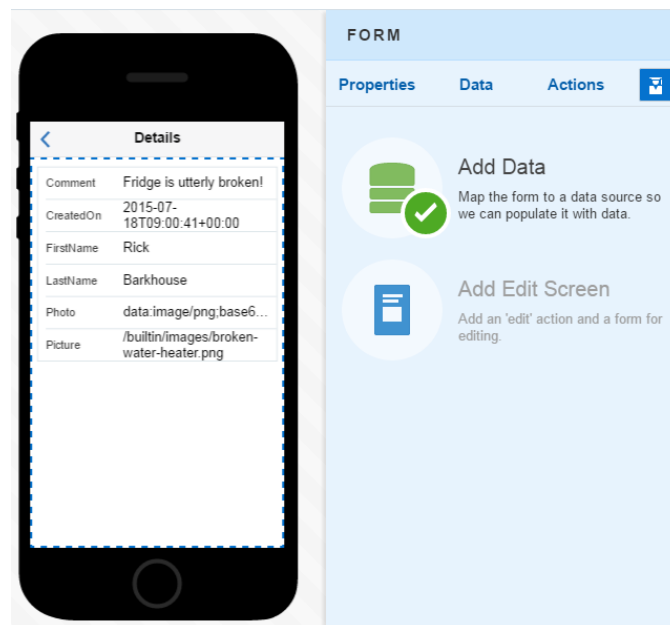 FORM
Properties Data Actions
Details
Comment Fridge is utterly broken!
CreatedOn 2015-07-
18T09:00:41+00:00
FirstName Rick
LastName Barkhouse
Photo data:image/png;base6...
Picture /builtin/images/broken-
water-heater.png
Add Data
Map the form to a data source so
we can populate it with data.
Add Edit Screen
Add an 'edit' action and a form for
editing.